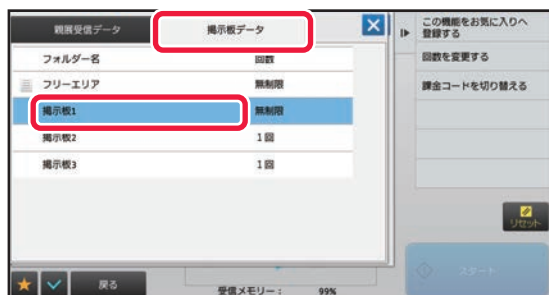 親展受信データ
掲示板データ
フォルダー名 回数
フリーエリア 無制限
掲示板1 無制限
掲示板2 1回
掲示板3 1回
この機能をお気に入りへ
登録する
回数を変更する
課金コードを切り替える
リセット
スタート
戻る
受信メモリー： 99%